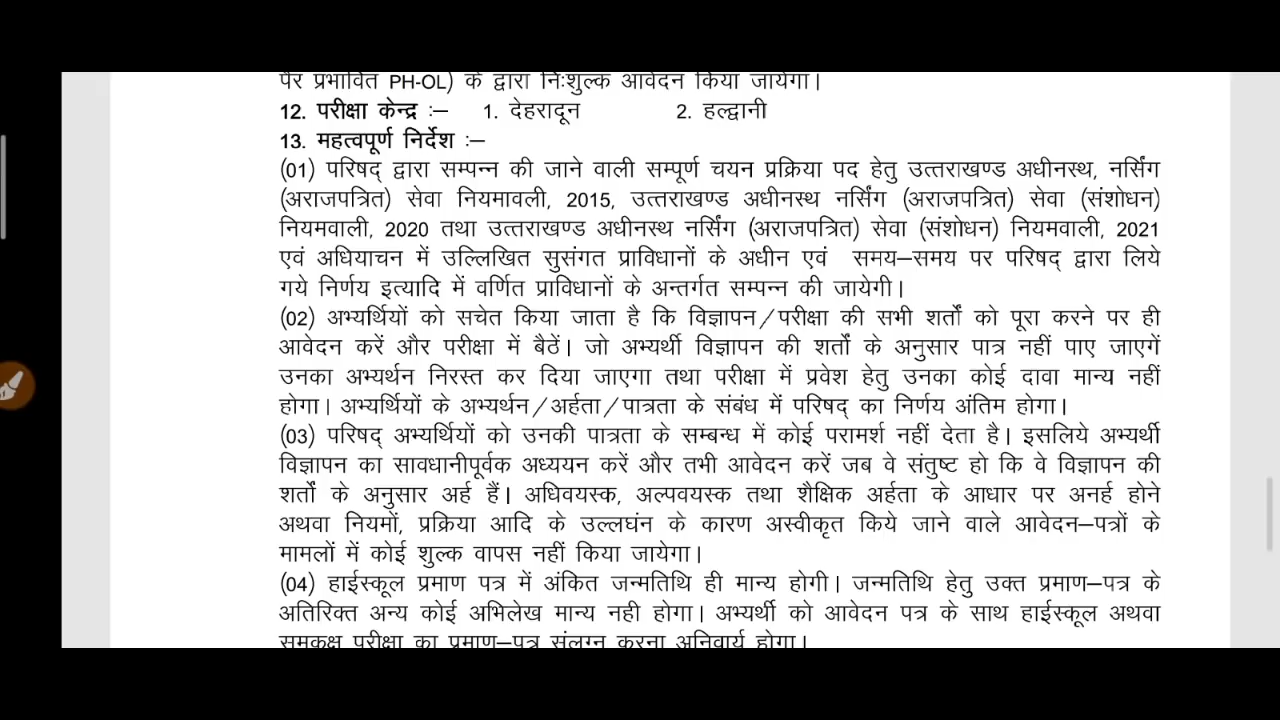 पैर प्रभावित PH-OL) के द्वारा निःशुल्क आवेदन किया जायेगा।
12. परीक्षा केन्द्र :– 1. देहरादून 2. हल्द्वानी
13. महत्वपूर्ण निर्देश :–
(01) परिषद् द्वारा सम्पन्न की जाने वाली सम्पूर्ण चयन प्रक्रिया पद हेतु उत्तराखण्ड अधीनस्थ, नर्सिंग
(अराजपत्रित) सेवा नियमावली, 2015, उत्तराखण्ड अधीनस्थ नर्सिंग (अराजपत्रित) सेवा (संशोधन)
नियमवाली, 2020 तथा उत्तराखण्ड अधीनस्थ नर्सिंग (अराजपत्रित) सेवा (संशोधन) नियमवाली, 2021
एवं अधियाचन में उल्लिखित सुसंगत प्राविधानों के अधीन एवं समय–समय पर परिषद् द्वारा लिये
गये निर्णय इत्यादि में वर्णित प्राविधानों के अन्तर्गत सम्पन्न की जायेगी।
(02) अभ्यर्थियों को सचेत किया जाता है कि विज्ञापन/परीक्षा की सभी शर्तों को पूरा करने पर ही
आवेदन करें और परीक्षा में बैठें। जो अभ्यर्थी विज्ञापन की शर्तों के अनुसार पात्र नहीं पाए जाएगें
उनका अभ्यर्थन निरस्त कर दिया जाएगा तथा परीक्षा में प्रवेश हेतु उनका कोई दावा मान्य नहीं
होगा। अभ्यर्थियों के अभ्यर्थन/अर्हता/पात्रता के संबंध में परिषद् का निर्णय अंतिम होगा।
(03) परिषद् अभ्यर्थियों को उनकी पात्रता के सम्बन्ध में कोई परामर्श नहीं देता है। इसलिये अभ्यर्थी
विज्ञापन का सावधानीपूर्वक अध्ययन करें और तभी आवेदन करें जब वे संतुष्ट हो कि वे विज्ञापन की
शर्तों के अनुसार अर्ह हैं। अधिवयस्क, अल्पवयस्क तथा शैक्षिक अर्हता के आधार पर अनर्ह होने
अथवा नियमों, प्रक्रिया आदि के उल्लघंन के कारण अस्वीकृत किये जाने वाले आवेदन–पत्रों के
मामलों में कोई शुल्क वापस नहीं किया जायेगा।
(04) हाईस्कूल प्रमाण पत्र में अंकित जन्मतिथि ही मान्य होगी। जन्मतिथि हेतु उक्त प्रमाण–पत्र के
अतिरिक्त अन्य कोई अभिलेख मान्य नही होगा। अभ्यर्थी को आवेदन पत्र के साथ हाईस्कूल अथवा
समकक्ष परीक्षा का प्रमाण–पत्र संलग्न करना अनिवार्य होगा।